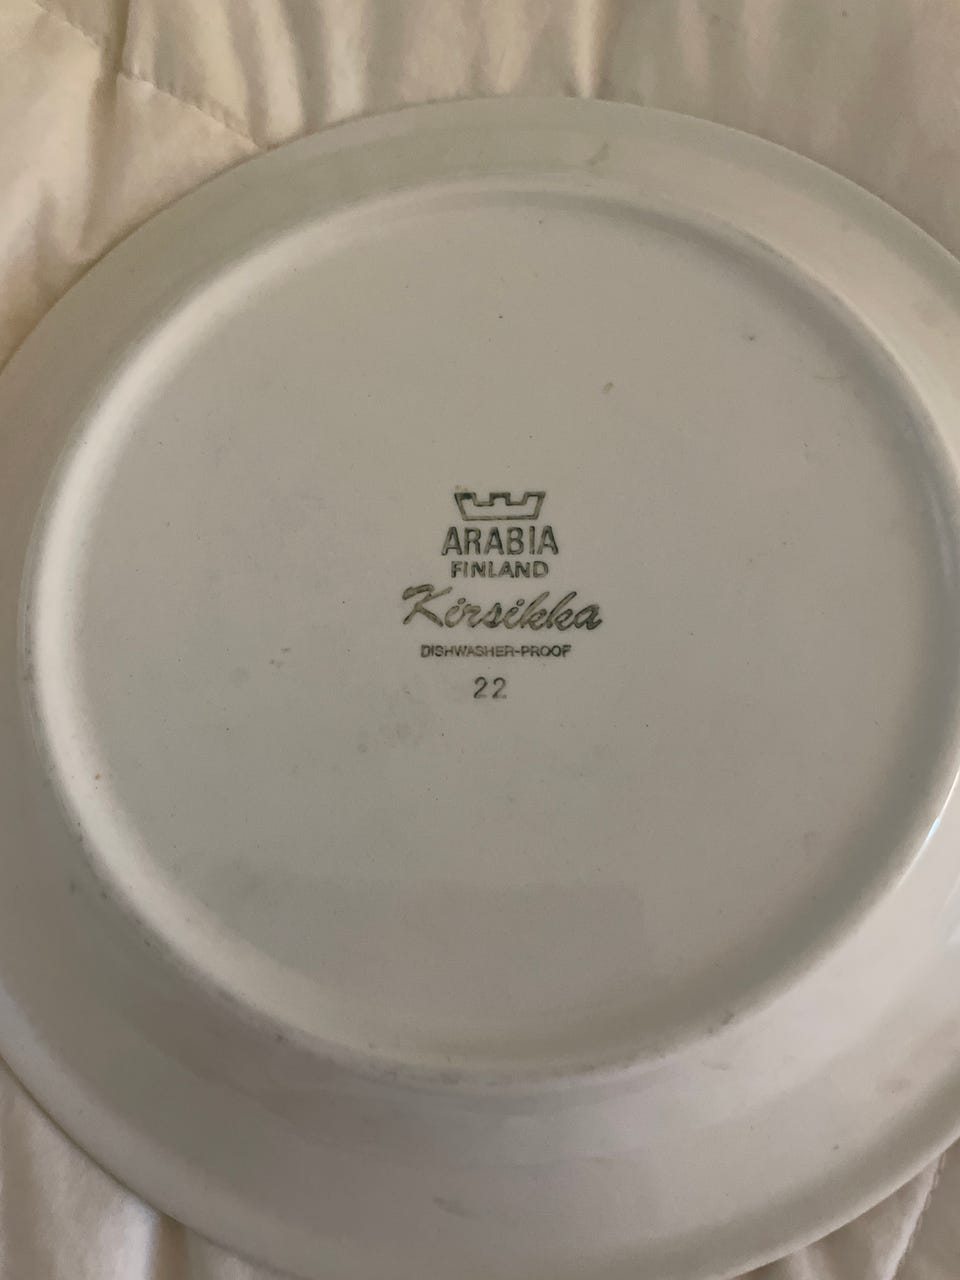 ARABIA
FINLAND
Kirsikka
DISHWASHER-PROOF
22